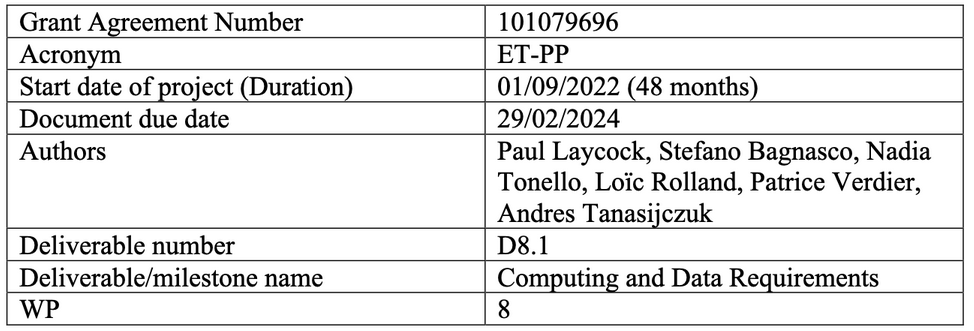 Grant Agreement Number 101079696
Acronym ET-PP
Start date of project (Duration) 01/09/2022 (48 months)
Document due date 29/02/2024
Authors Paul Laycock, Stefano Bagnasco, Nadia
Tonello, Loïc Rolland, Patrice Verdier,
Andres Tanasijczuk
Deliverable number D8.1
Deliverable/milestone name Computing and Data Requirements
WP 8